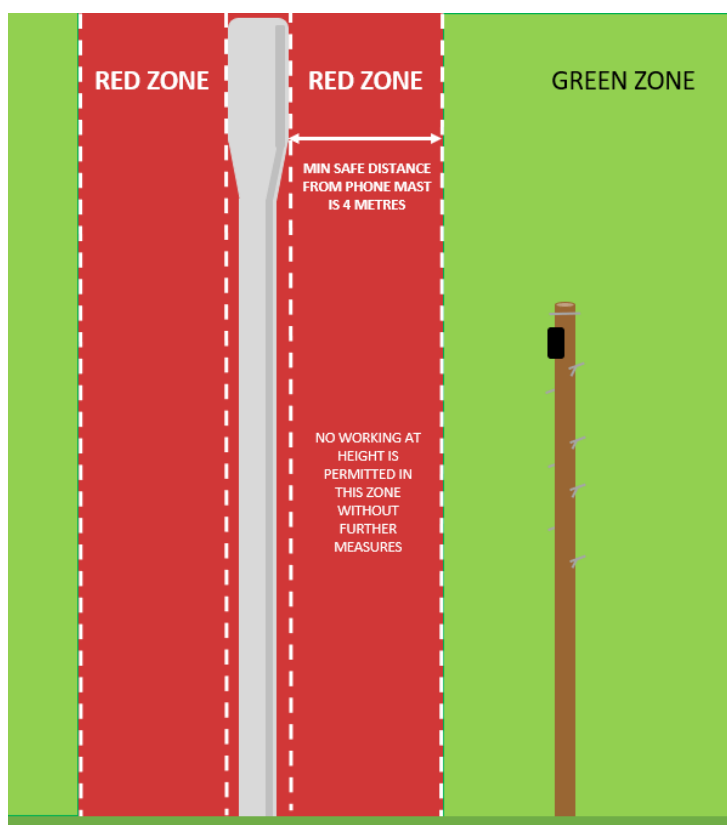 RED ZONE
RED ZONE
GREEN ZONE
MIN SAFE DISTANCE
FROM PHONE MAST
IS 4 METRES
NO WORKING AT
HEIGHT IS
PERMITTED IN
THIS ZONE
WITHOUT
FURTHER
MEASURES